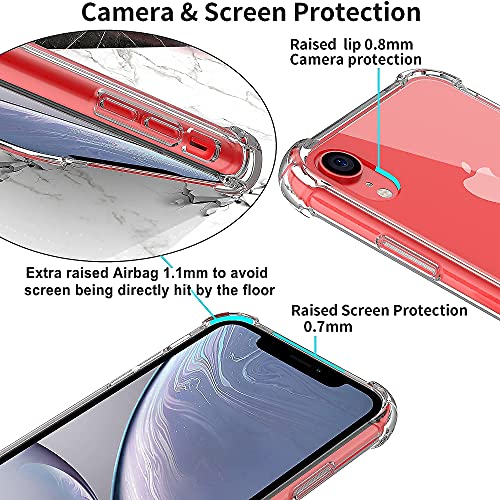 Camera & Screen Protection
Raised lip 0.8mm
Camera protection
Extra raised Airbag 1.1mm to avoid
screen being directly hit by the floor
Raised Screen Protection
0.7mm